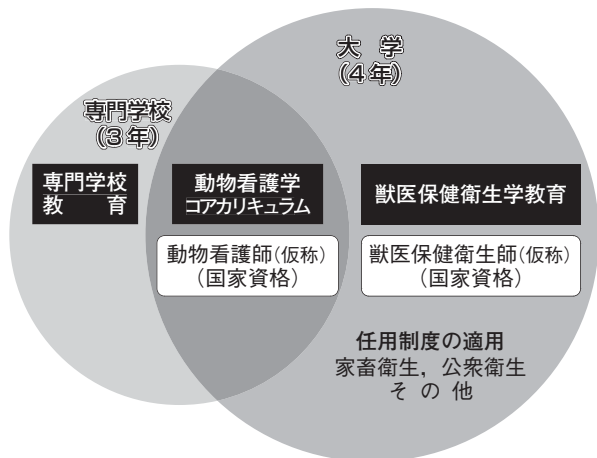 大 学
(4年)
専門学校
(3年)
専門学校
教 育
動物看護学
コアカリキュラム
獣医保健衛生学教育
動物看護師(仮称)
(国家資格)
獣医保健衛生師(仮称)
(国家資格)
任用制度の適用
家畜衛生,公衆衛生
そ の 他